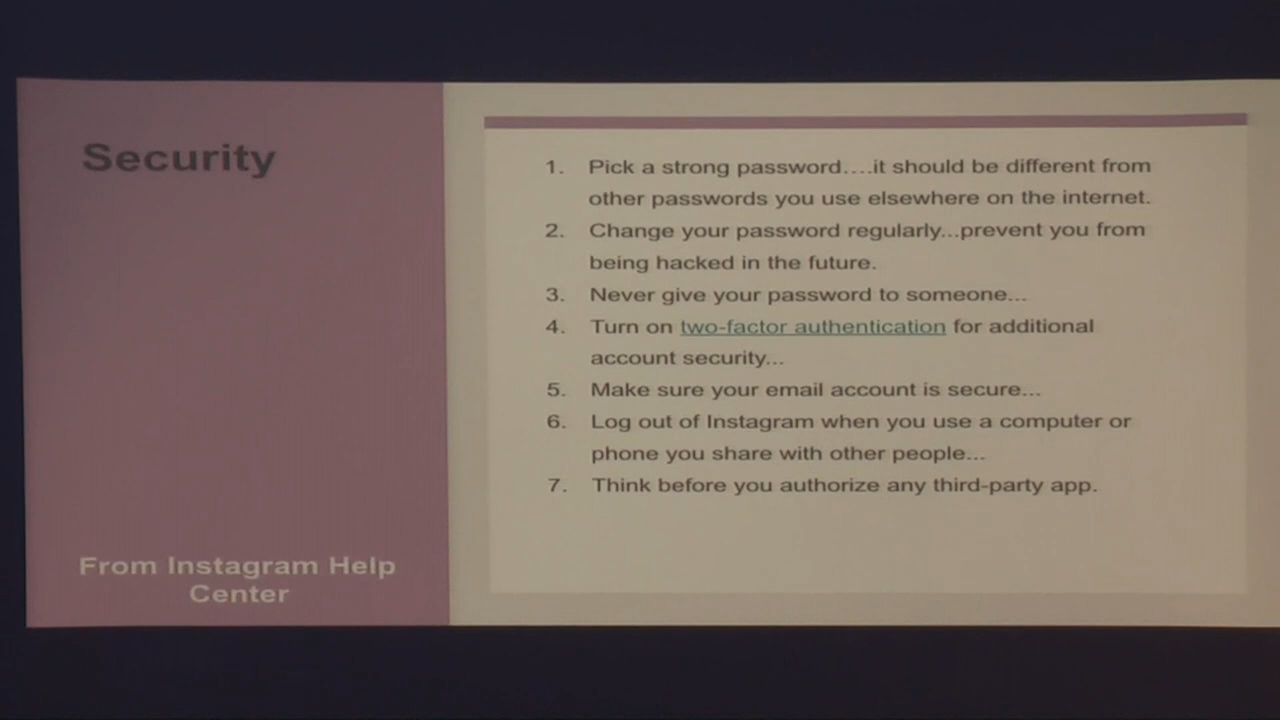 Security
From Instagram Help
Center
1. Pick a strong password....it should be different from
other passwords you use elsewhere on the internet.
2. Change your password regularly...prevent you from
being hacked in the future.
3. Never give your password to someone...
4. Turn on two-factor authentication for additional
account security...
5. Make sure your email account is secure...
6. Log out of Instagram when you use a computer or
phone you share with other people...
7. Think before you authorize any third-party app.